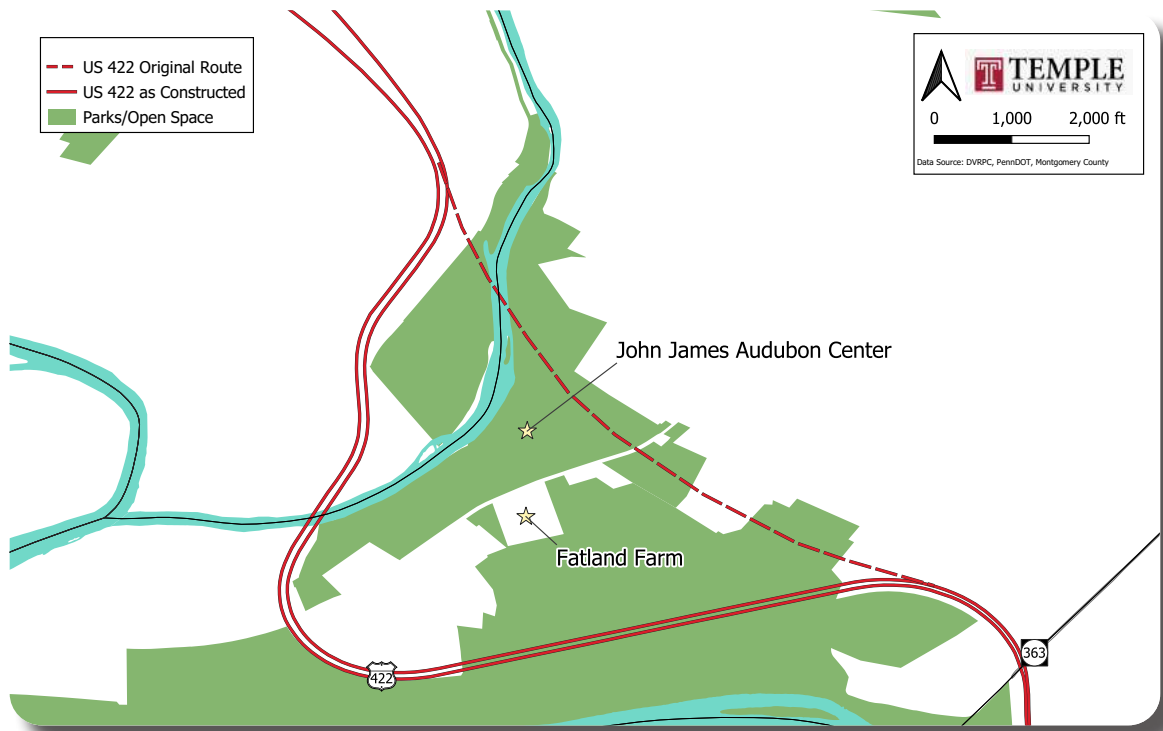 US 422 Original Route
US 422 as Constructed
Parks/Open Space
TEMPLE
UNIVERSITY
0 1,000 2,000 ft
Data Source: DVRPC, PennDOT, Montgomery County
John James Audubon Center
Fatland Farm
363
422